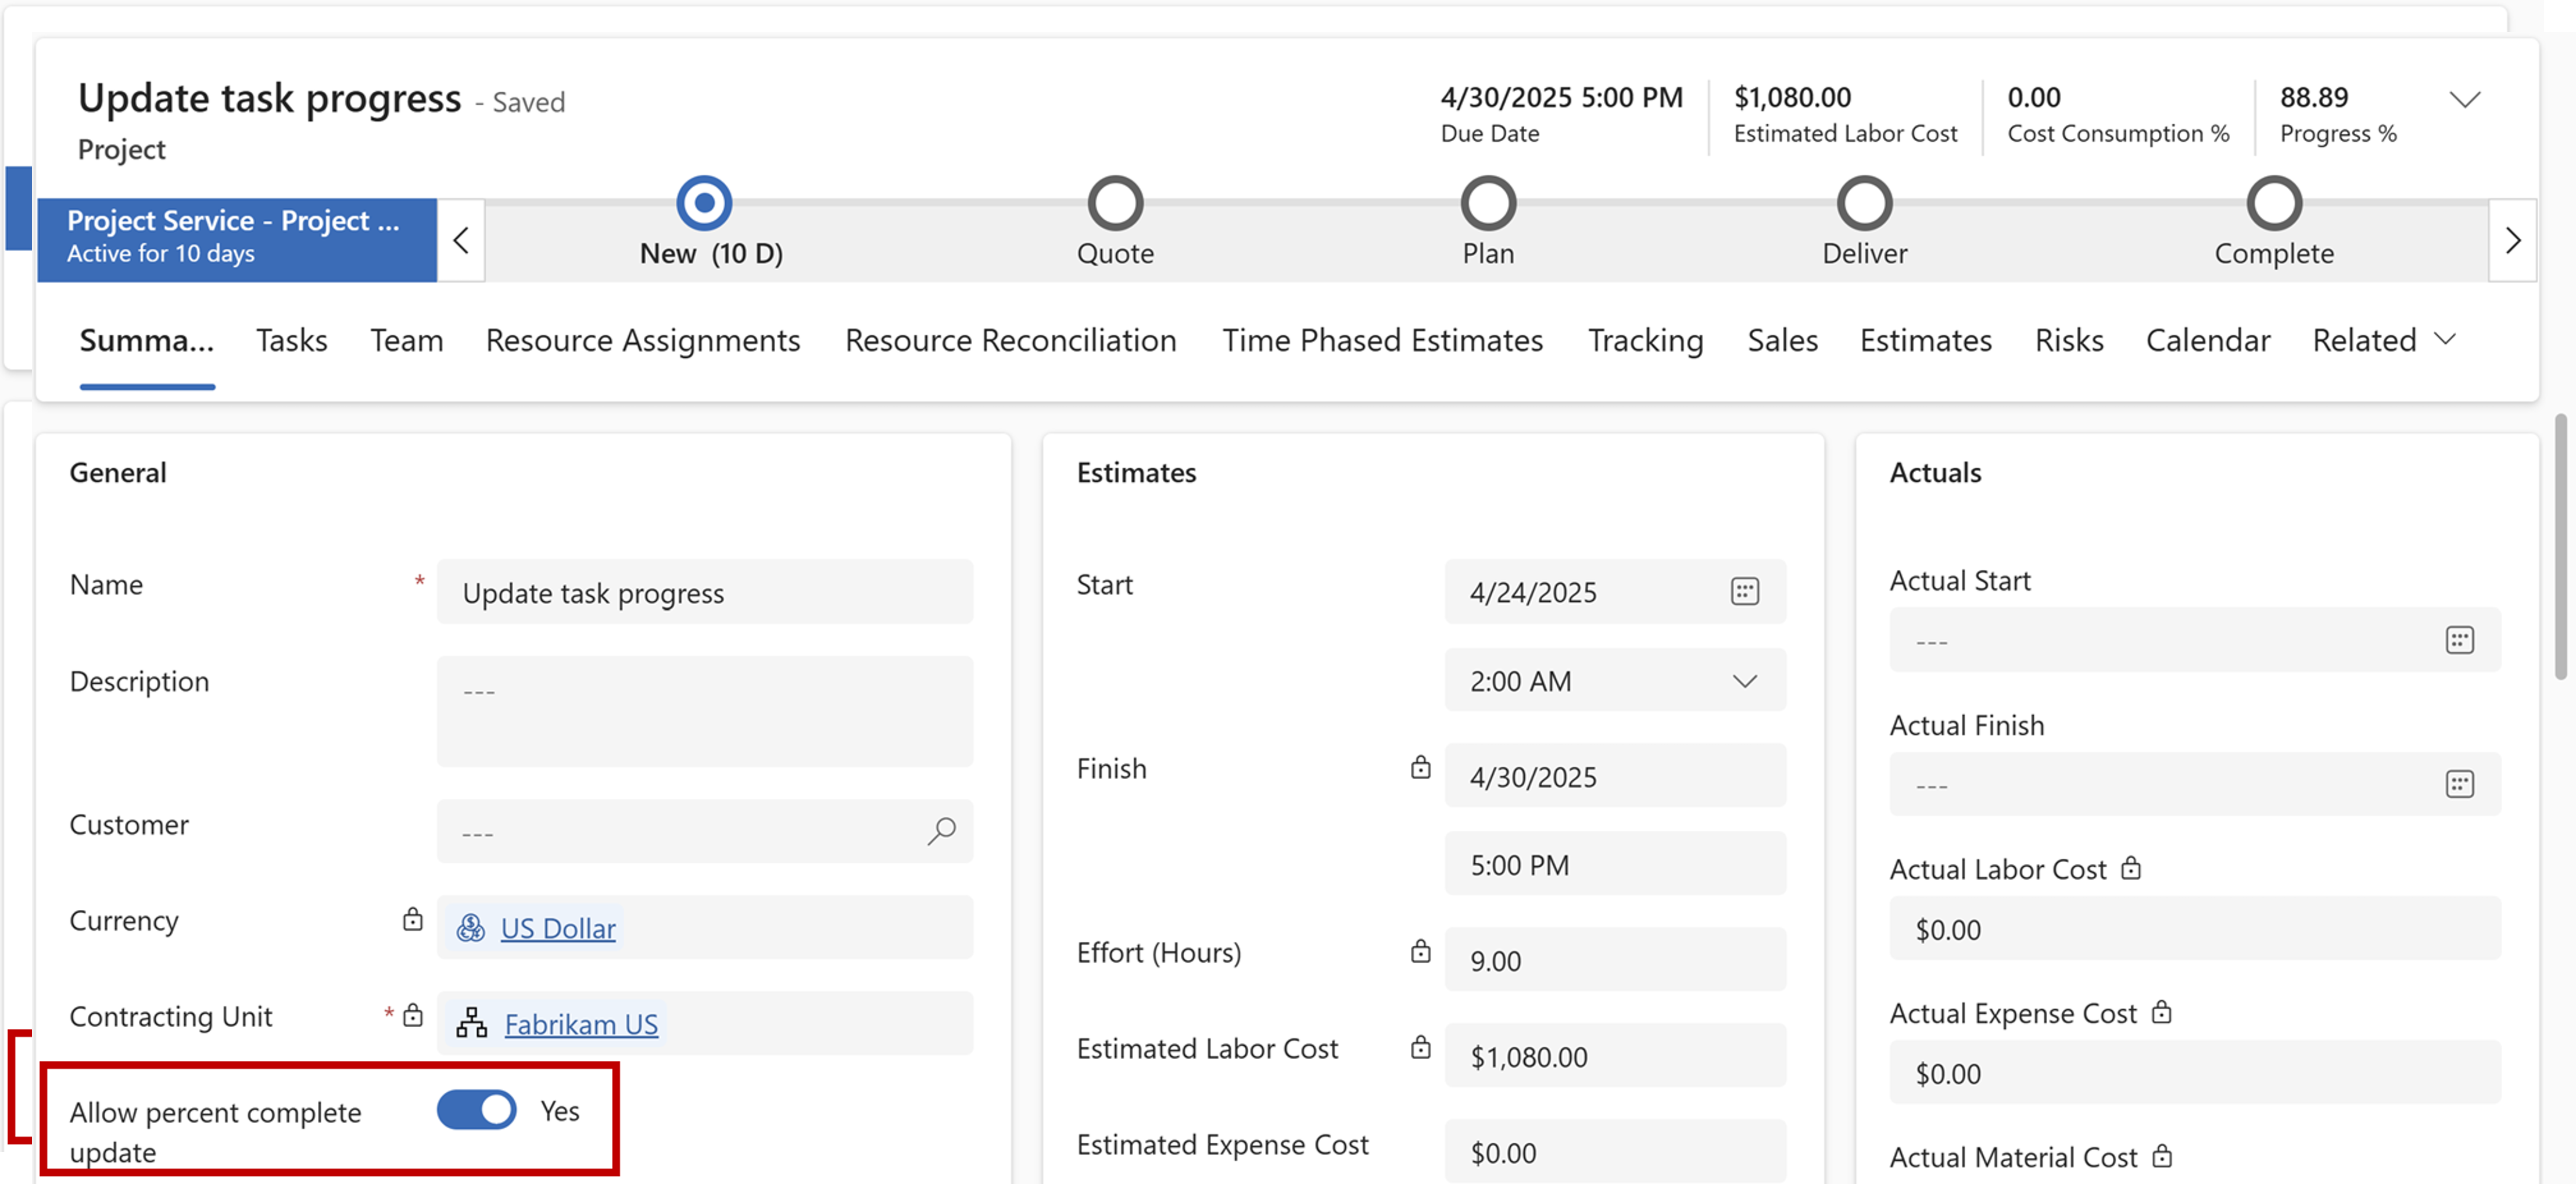 Update task progress - Saved
Project
4/30/2025 5:00 PM
Due Date
$1,080.00
Estimated Labor Cost
0.00
Cost Consumption %
88.89
Progress %
Project Service - Project ...
Active for 10 days
New (10 D)
Quote
Plan
Deliver
Complete
Summa... Tasks Team Resource Assignments Resource Reconciliation Time Phased Estimates Tracking Sales Estimates Risks Calendar Related
General
Name *
Update task progress
Description
---
Customer
---
Currency
US Dollar
Contracting Unit *
Fabrikam US
Allow percent complete
update
Yes
Estimates
Start
4/24/2025
2:00 AM
Finish
4/30/2025
5:00 PM
Effort (Hours)
9.00
Estimated Labor Cost
$1,080.00
Estimated Expense Cost
$0.00
Actuals
Actual Start
---
Actual Finish
---
Actual Labor Cost
$0.00
Actual Expense Cost
$0.00
Actual Material Cost